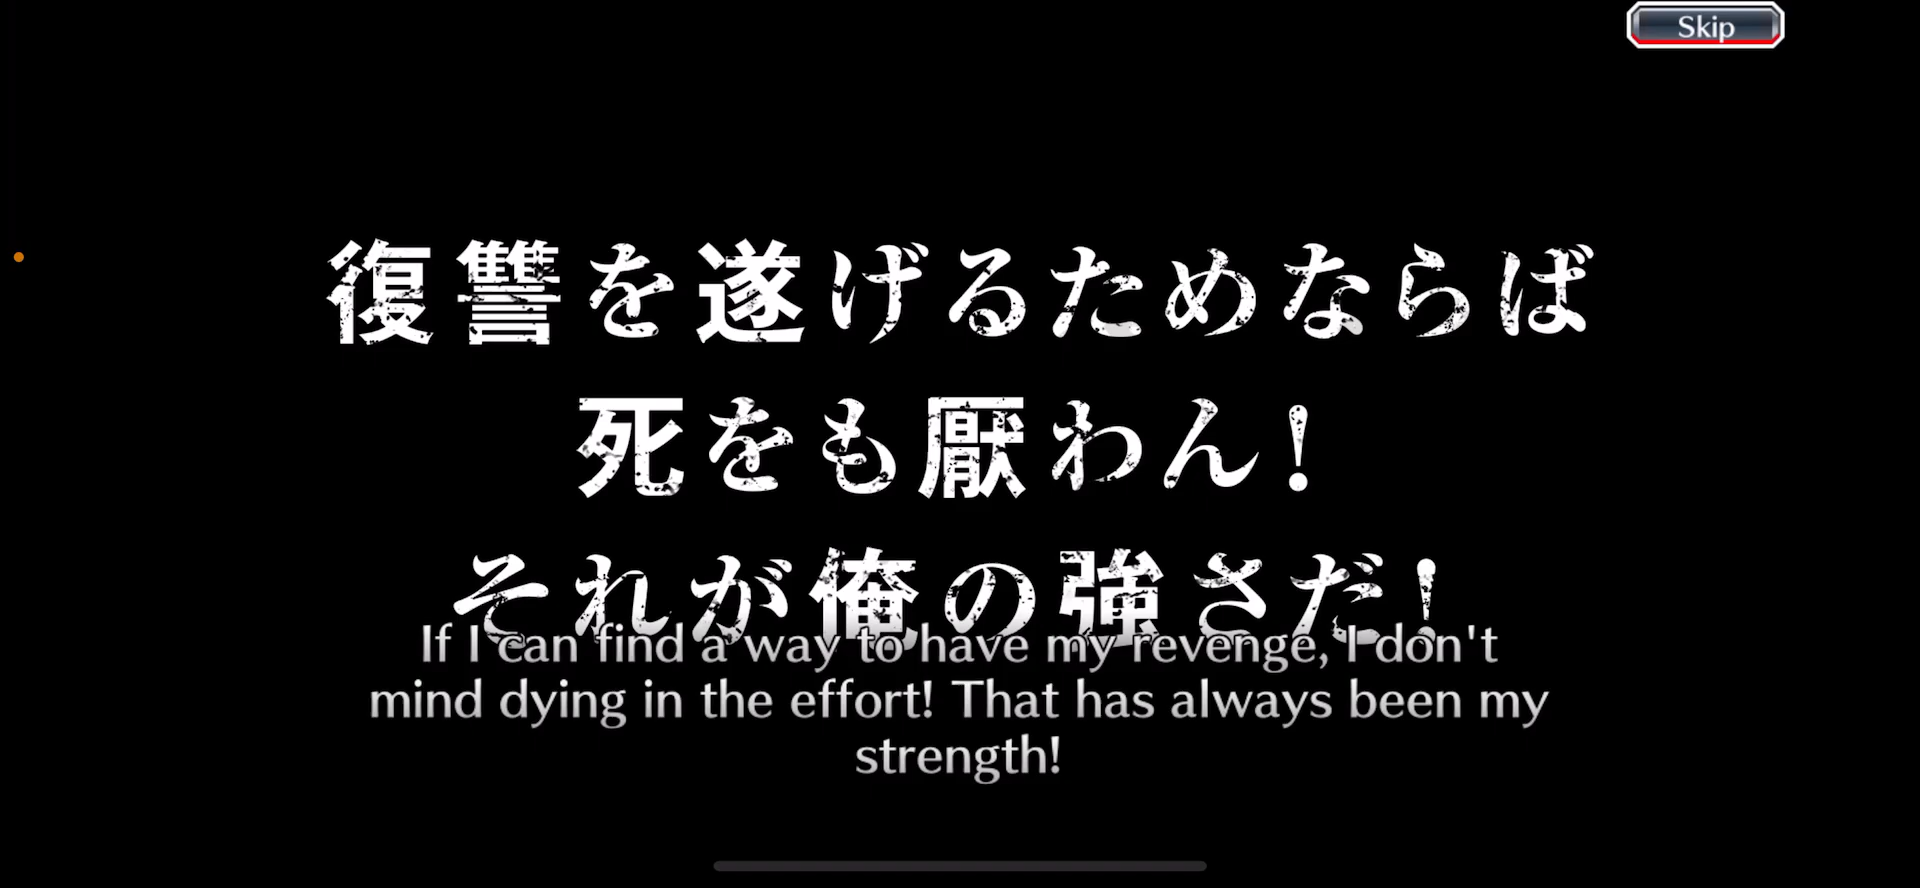 Skip
復讐を遂げるためならば
死をも厭わん!
それが俺の強さだ!
If I can find a way to have my revenge, I don't
mind dying in the effort! That has always been my
strength!